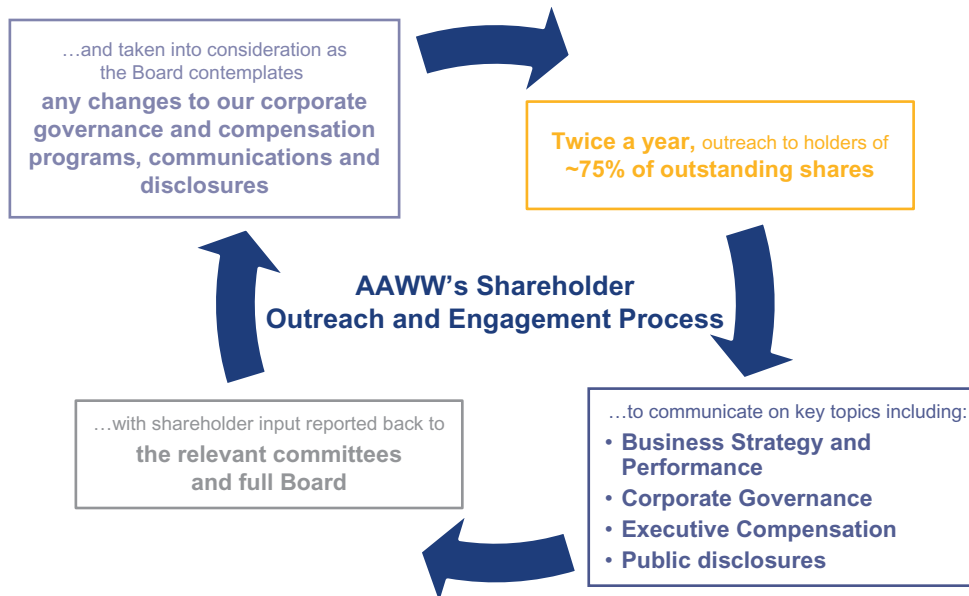 …and taken into consideration as
the Board contemplates
any changes to our corporate
governance and compensation
programs, communications and
disclosures
Twice a year, outreach to holders of
~75% of outstanding shares
AAWW’s Shareholder
Outreach and Engagement Process
…to communicate on key topics including:
• Business Strategy and
Performance
• Corporate Governance
• Executive Compensation
• Public disclosures
…with shareholder input reported back to
the relevant committees
and full Board